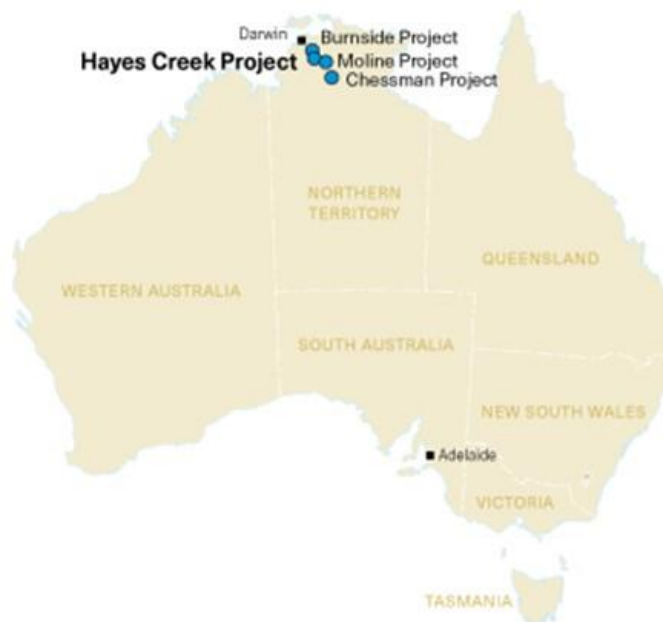 Darwin
Burnside Project
Hayes Creek Project
Moline Project
Chessman Project
NORTHERN
TERRITORY
QUEENSLAND
WESTERN AUSTRALIA
SOUTH AUSTRALIA
NEW SOUTH WALES
Adelaide
VICTORIA
TASMANIA